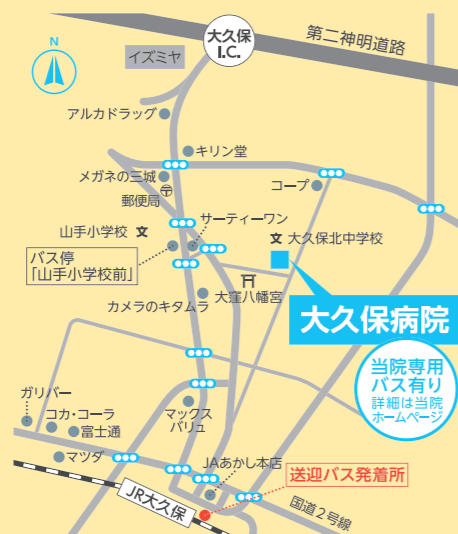 大久保
I.C.
第二神明道路
N
イズミヤ
アルカドラッグ
キリン堂
メガネの三城
郵便局
コープ
サーティーワン
山手小学校
大久保北中学校
バス停
「山手小学校前」
大窪八幡宮
カメラのキタムラ
大久保病院
当院専用
バス有り
詳細は当院
ホームページ
ガリバー
コカ・コーラ
富士通
マックス
バリュ
マツダ
JAあかし本店
送迎バス発着所
JR大久保
国道2号線